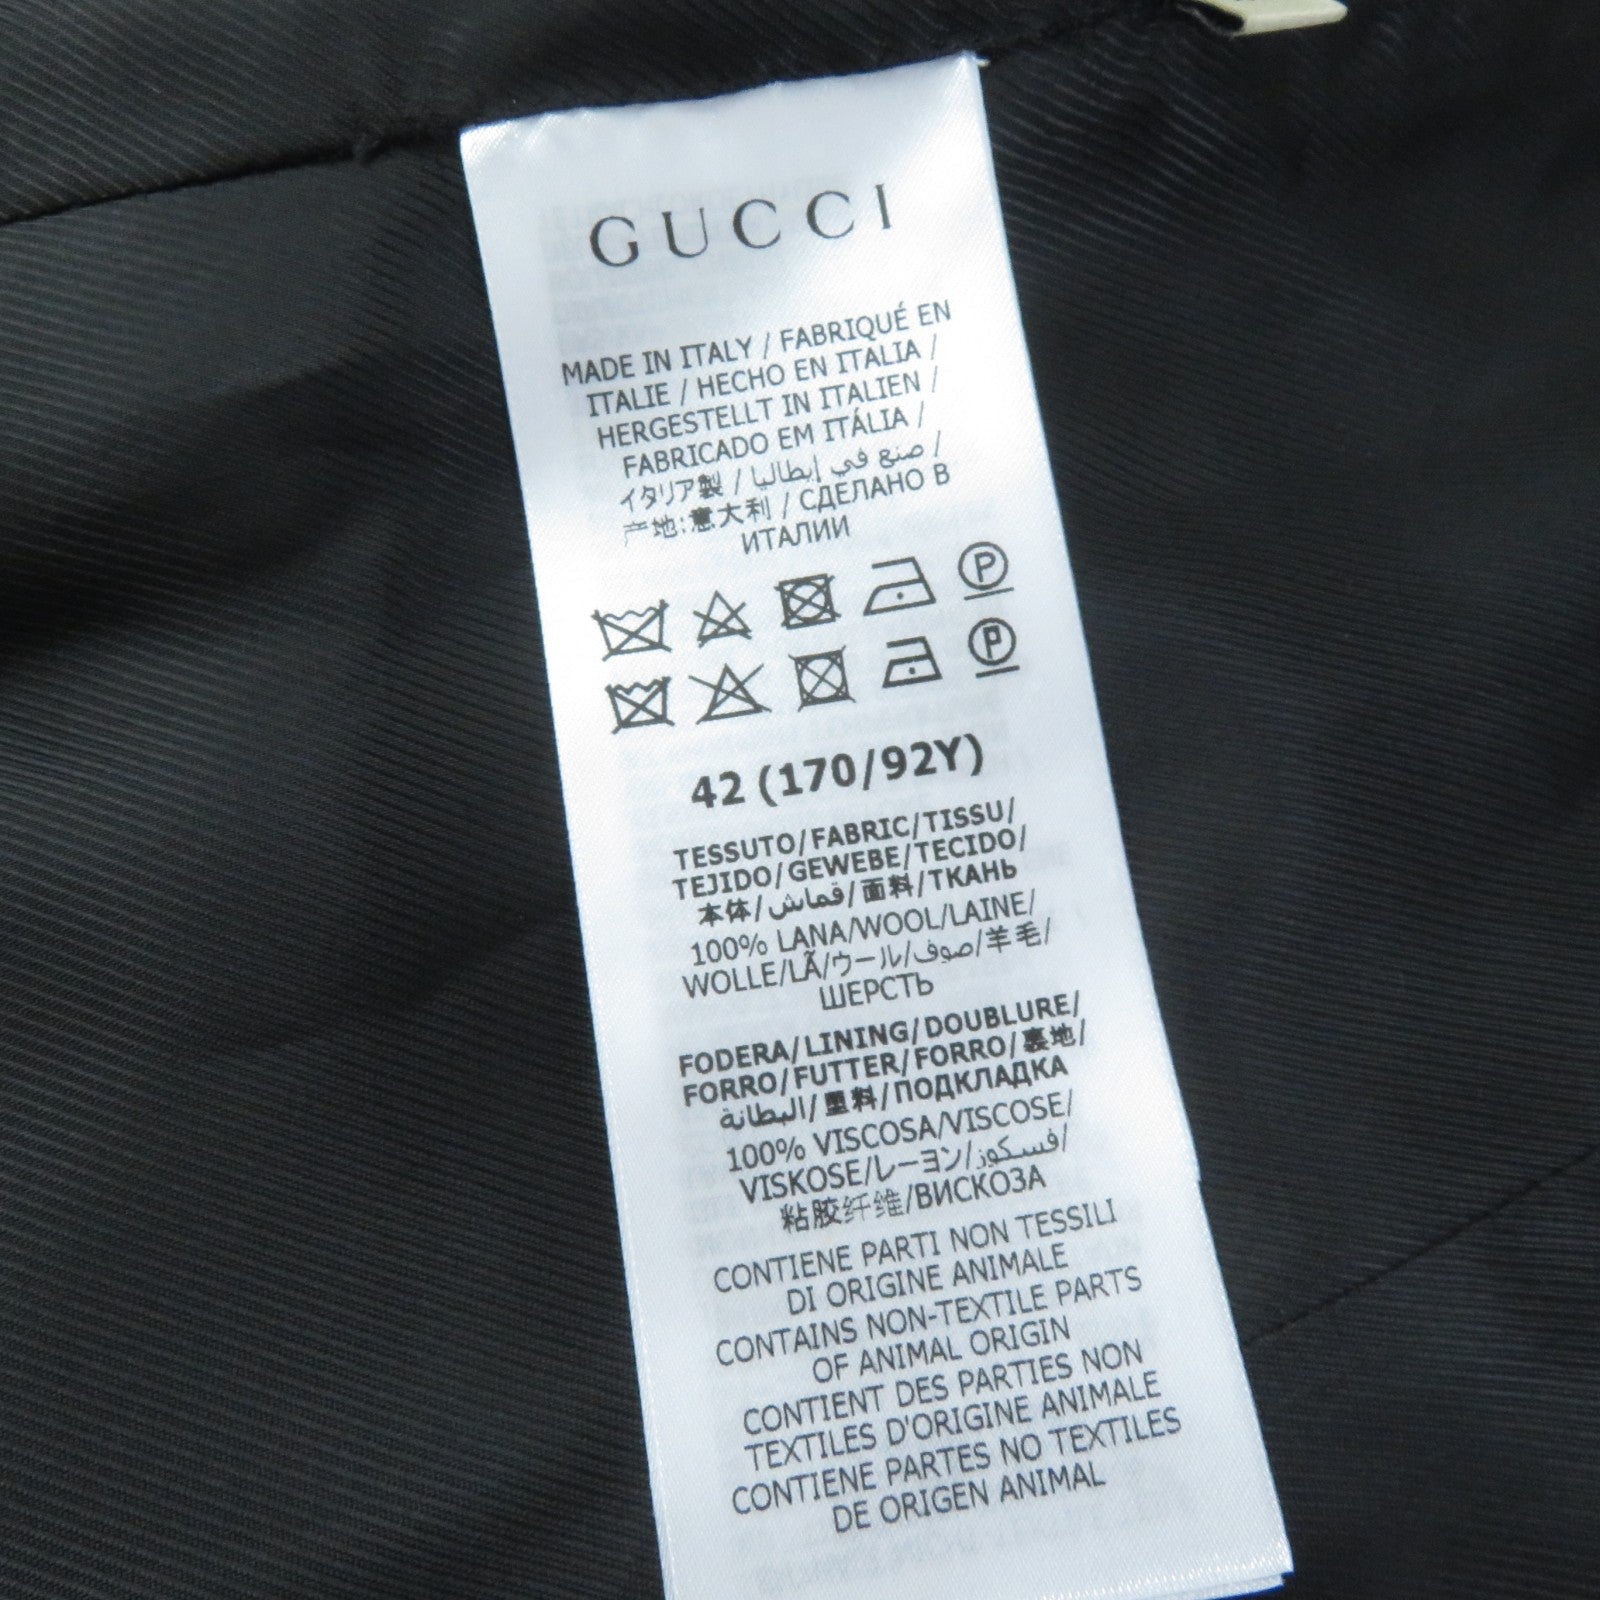 GUCCI
MADE IN ITALY / FABRIQUÉ EN
ITALIE / HECHO EN ITALIA /
HERGESTELLT IN ITALIEN /
FABRICADO EM ITÁLIA /
イタリア製 / صنع في إيطاليا /
产地:意大利 / СДЕЛАНО В
ИТАЛИИ
P
P
42 (170/92Y)
TESSUTO/FABRIC/TISSU/
TEJIDO/GEWEBE/TECIDO/
本体/قماش/面料/ТКАНЬ
100% LANA/WOOL/LAINE/
WOLLE/LÃ/ウール/صوف/羊毛/
ШЕРСТЬ
FODERA/LINING/DOUBLURE/
FORRO/FUTTER/FORRO/裏地/
البطانة/里料/ПОДКЛАДКА
100% VISCOSA/VISCOSE/
VISKOSE/レーヨン/فسكوز/
粘胶纤维/ВИСКОЗА
CONTIENE PARTI NON TESSILI
DI ORIGINE ANIMALE
CONTAINS NON-TEXTILE PARTS
OF ANIMAL ORIGIN
CONTIENT DES PARTIES NON
TEXTILES D'ORIGINE ANIMALE
CONTIENE PARTES NO TEXTILES
DE ORIGEN ANIMAL